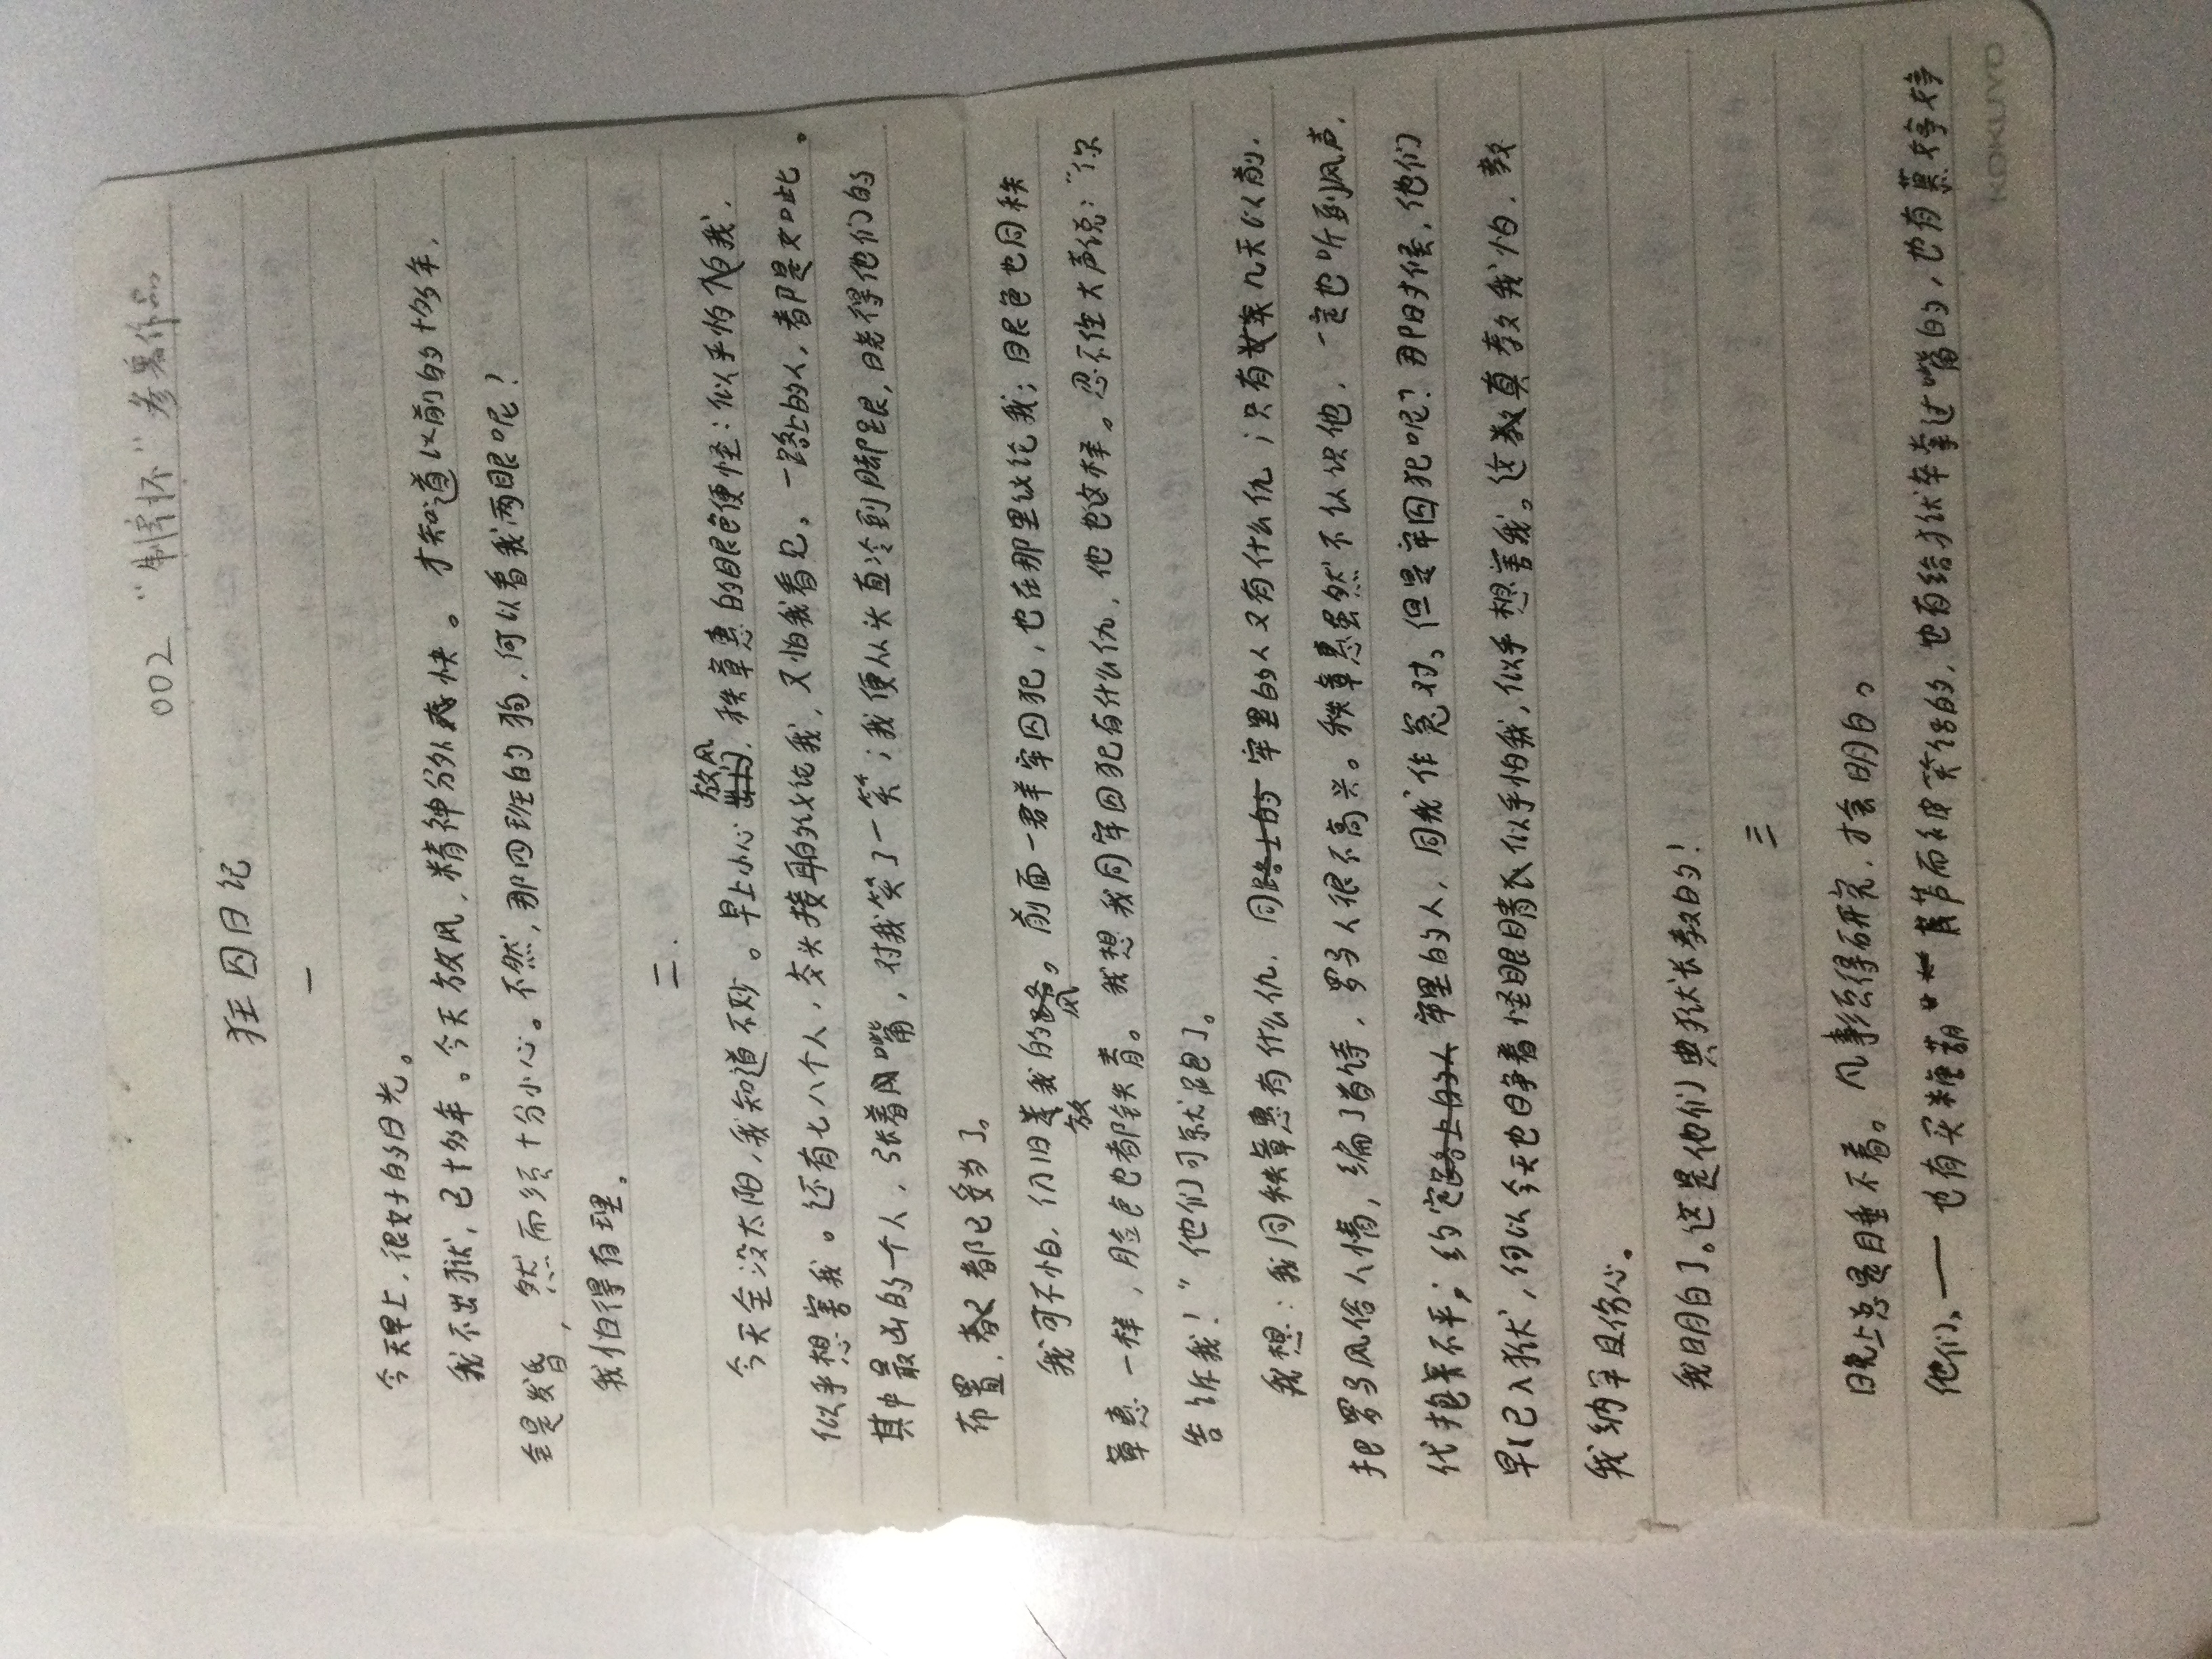 002 “制牢杯”参赛作品
狂囚日记
一
今天早上,很好的日光。
我不出狱,已十多年。今天放风,精神分外爽快。才知道以前的十多年,
全是发昏,然而须十分小心。不然,那四班的狗,何以看我两眼呢?
我怕得有理。
二.
今天全没太阳,我知道不妙。早上小心放风,秩章惠的眼色便怪:似乎怕我,
似乎想害我。还有七八个人,交头接耳的议论我,又怕我看见。一路上的人,都是如此。
其中最凶的一个人,张着嘴,对我笑了一笑;我便从头直冷到脚跟,晓得他们的
布置,都已妥当了。
我可不怕,仍旧放我的风。前面一群牢囚犯,也在那里议论我;眼色也同秩
章惠一样,脸色也都铁青。我想我同牢囚犯有什么仇,他也这样。忍不住大声说:“你
告诉我!”他们可就跑了。
我想:我同秩章惠有什么仇,同牢里的人又有什么仇;只有几天以前,
把罗马风俗人情,编了首诗,罗马人很不高兴。秩章惠虽然不认识他,一定也听到风声,
代抱不平;约定牢里的人,同我作冤对。但是牢囚犯呢?那时候,他们
早已入狱,何以今天也睁着怪眼睛似乎怕我,似乎想害我。这真教我怕,教
我纳罕且伤心。
我明白了。这是他们典狱长教的!
三
晚上总是睡不着。凡事须得研究,才会明白。
他们。——也有买糖葫芦而被笑话的,也有给狱卒掌过嘴的,也有慕婷婷
KOKUYO